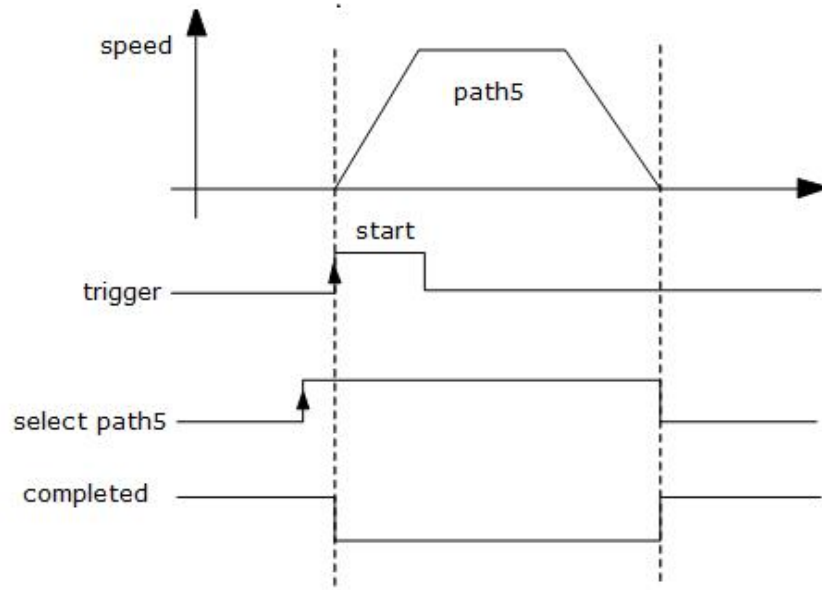 speed
path5
start
trigger
select path5
completed